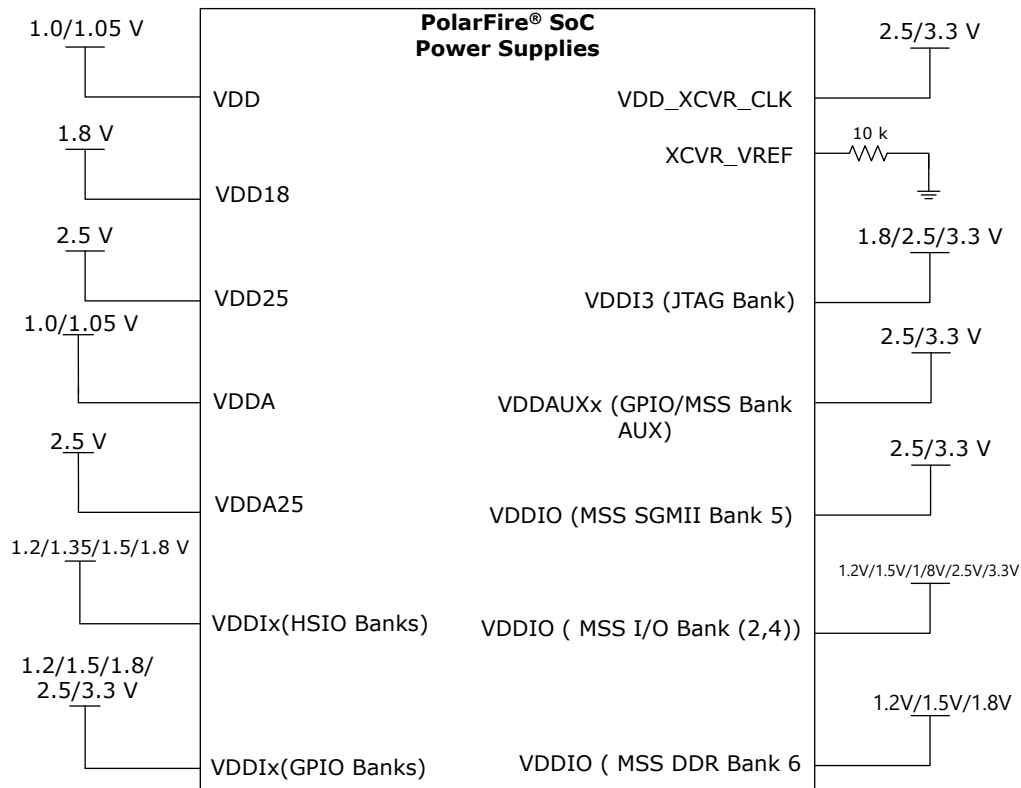 PolarFire® SoC
Power Supplies
1.0/1.05 V
VDD
1.8 V
VDD18
2.5 V
VDD25
1.0/1.05 V
VDDA
2.5 V
VDDA25
1.2/1.35/1.5/1.8 V
VDDIx(HSIO Banks)
1.2/1.5/1.8/
2.5/3.3 V
VDDIx(GPIO Banks)
2.5/3.3 V
VDD_XCVR_CLK
10 k
XCVR_VREF
1.8/2.5/3.3 V
VDDI3 (JTAG Bank)
2.5/3.3 V
VDDAUXx (GPIO/MSS Bank
AUX)
2.5/3.3 V
VDDIO (MSS SGMII Bank 5)
1.2V/1.5V/1/8V/2.5V/3.3V
VDDIO ( MSS I/O Bank (2,4))
1.2V/1.5V/1.8V
VDDIO ( MSS DDR Bank 6